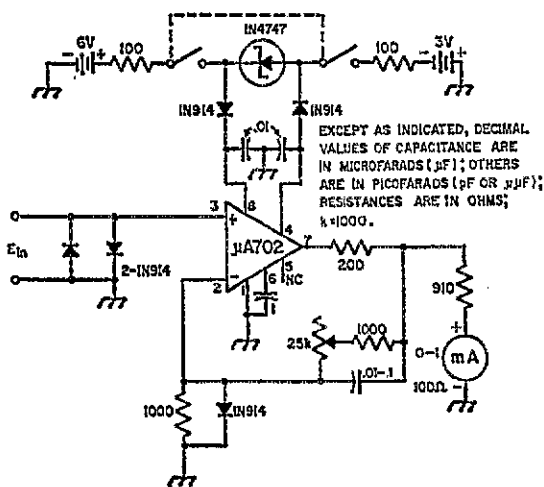 1N4747
6V
100
100
3V
1N914
1N914
.01
EXCEPT AS INDICATED, DECIMAL
VALUES OF CAPACITANCE ARE
IN MICROFARADS (µF); OTHERS
ARE IN PICOFARADS (pF OR µµF);
RESISTANCES ARE IN OHMS;
k=1000.
8
4
3
+
µA702
7
200
Ein
2-1N914
2
−
1
6
5
NC
1
910
25k
1000
+
0-1
mA
100Ω
−
.01-.1
1000
1N914